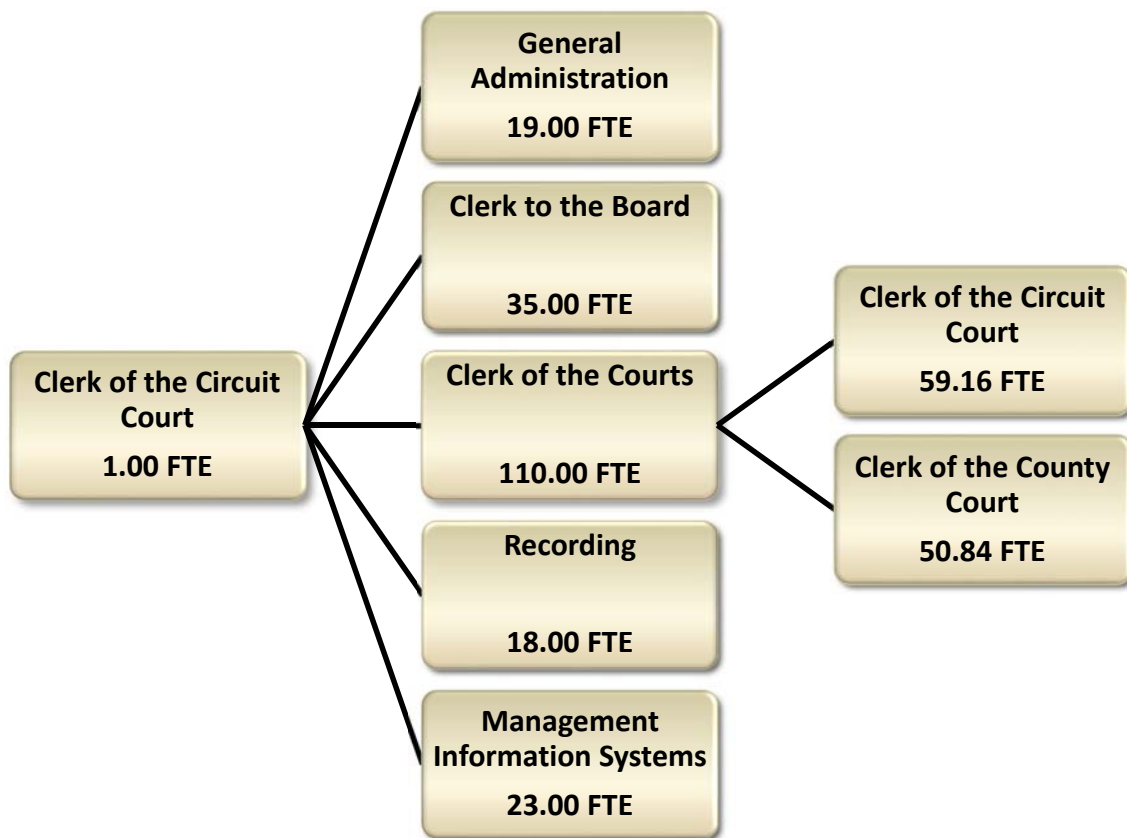 Clerk of the Circuit
Court
1.00 FTE
General
Administration
19.00 FTE
Clerk to the Board
35.00 FTE
Clerk of the Courts
110.00 FTE
Recording
18.00 FTE
Management
Information Systems
23.00 FTE
Clerk of the Circuit
Court
59.16 FTE
Clerk of the County
Court
50.84 FTE